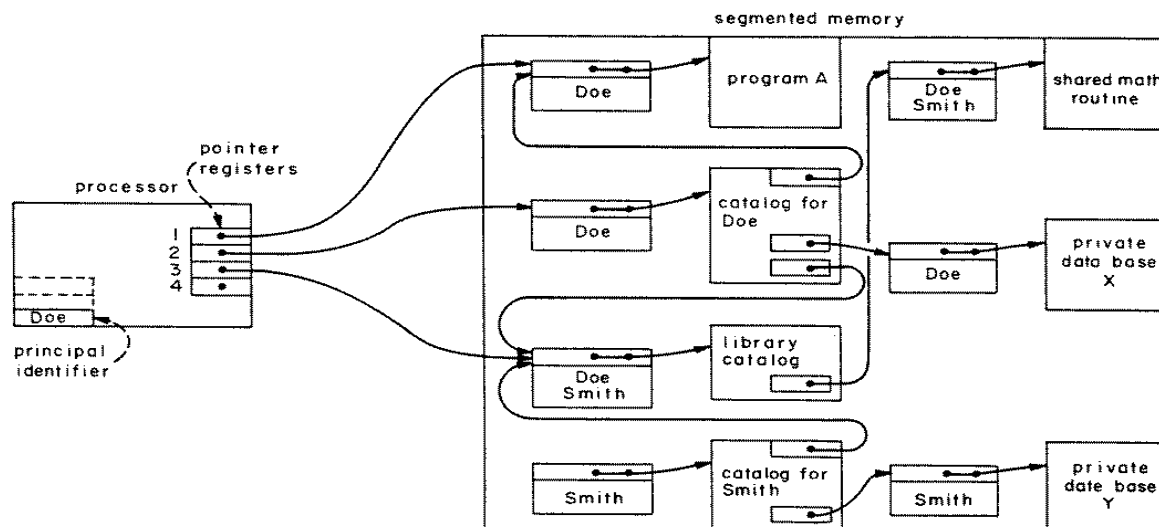 segmented memory
Doe
program A
Doe
Smith
shared math
routine
pointer
registers
processor
1
2
3
4
Doe
principal
identifier
Doe
catalog for
Doe
Doe
private
data base
X
Doe
Smith
library
catalog
Smith
catalog for
Smith
Smith
private
date base
Y